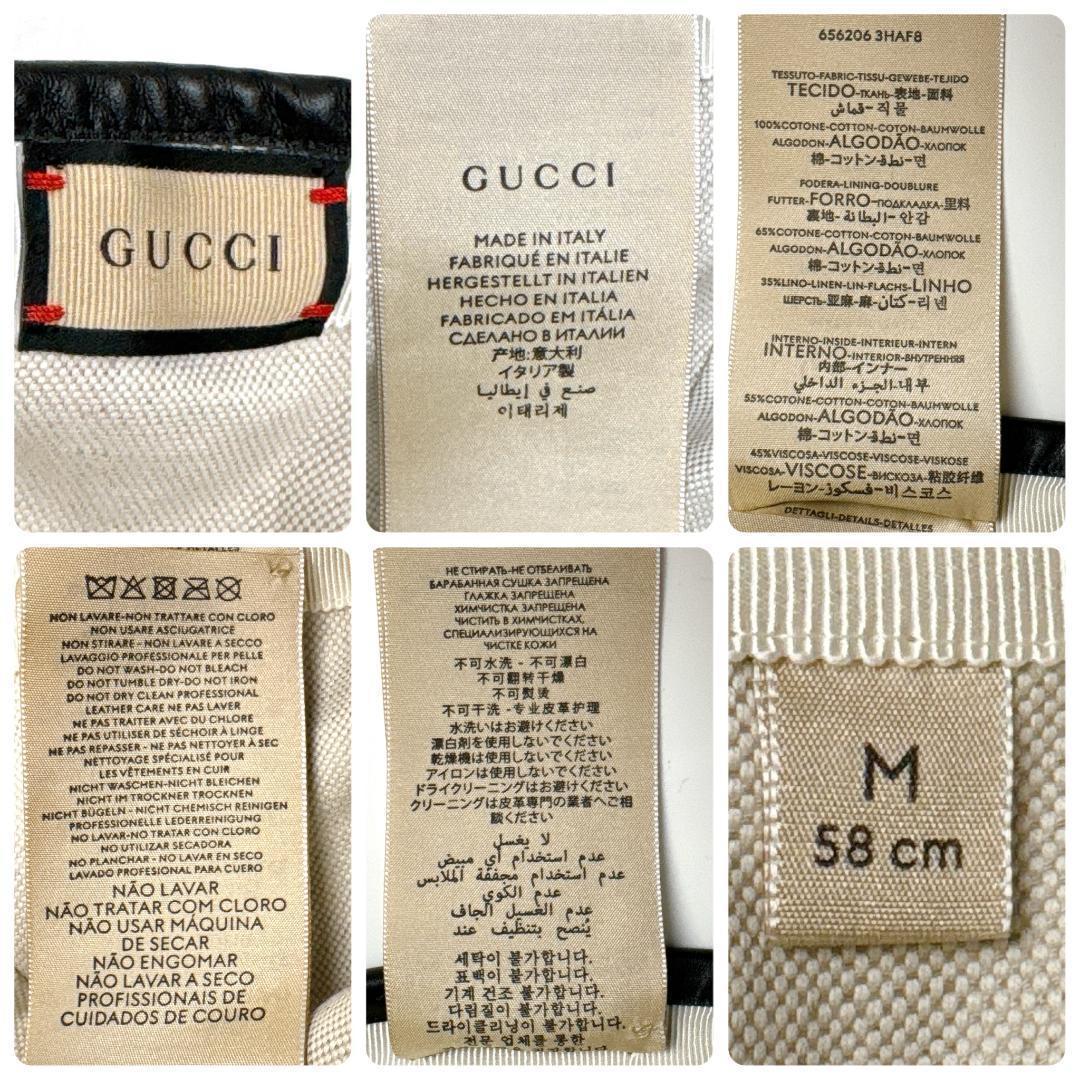 GUCCI
GUCCI
MADE IN ITALY
FABRIQUÉ EN ITALIE
HERGESTELLT IN ITALIEN
HECHO EN ITALIA
FABRICADO EM ITÁLIA
СДЕЛАНО В ИТАЛИИ
产地:意大利
イタリア製
صنع في إيطاليا
이태리제
656206 3HAF8
TESSUTO-FABRIC-TISSU-GEWEBE-TEJIDO
TECIDO-ТКАНЬ-表地-面料
قماش-직물
100%COTONE-COTTON-COTON-BAUMWOLLE
ALGODON-ALGODÃO-ХЛОПОК
棉-コットン-نطق-면
FODERA-LINING-DOUBLURE
FUTTER-FORRO-ПОДКЛАДКА-里料
裏地-البطانة-안감
65%COTONE-COTTON-COTON-BAUMWOLLE
ALGODON-ALGODÃO-ХЛОПОК
棉-コットン-نطق-면
35%LINO-LINEN-LIN-FLACHS-LINHO
ШЕРСТЬ-亚麻-麻-كتان-리넨
INTERNO-INSIDE-INTERIEUR-INTERN
INTERNO-INTERIOR-ВНУТРЕННЯЯ
内部-インナー
내부-الجزء الداخلي
55%COTONE-COTTON-COTON-BAUMWOLLE
ALGODON-ALGODÃO-ХЛОПОК
棉-コットン-نطق-면
45%VISCOSA-VISCOSE-VISCOSE-VISKOSE
VISCOSA-VISCOSE-ВИСКОЗА-粘胶纤维
レーヨン-فسكوز-비스코스
DETTAGLI-DETAILS-DETALLES
NON LAVARE-NON TRATTARE CON CLORO
NON USARE ASCIUGATRICE
NON STIRARE - NON LAVARE A SECCO
LAVAGGIO PROFESSIONALE PER PELLE
DO NOT WASH-DO NOT BLEACH
DO NOT TUMBLE DRY-DO NOT IRON
DO NOT DRY CLEAN PROFESSIONAL
LEATHER CARE NE PAS LAVER
NE PAS TRAITER AVEC DU CHLORE
NE PAS UTILISER DE SÉCHOIR À LINGE
NE PAS REPASSER - NE PAS NETTOYER À SEC
NETTOYAGE SPÉCIALISÉ POUR
LES VÊTEMENTS EN CUIR
NICHT WASCHEN-NICHT BLEICHEN
NICHT IM TROCKNER TROCKNEN
NICHT BÜGELN - NICHT CHEMISCH REINIGEN
PROFESSIONELLE LEDERREINIGUNG
NO LAVAR-NO TRATAR CON CLORO
NO UTILIZAR SECADORA
NO PLANCHAR - NO LAVAR EN SECO
LAVADO PROFESIONAL PARA CUERO
NÃO LAVAR
NÃO TRATAR COM CLORO
NÃO USAR MÁQUINA
DE SECAR
NÃO ENGOMAR
NÃO LAVAR A SECO
PROFISSIONAIS DE
CUIDADOS DE COURO
НЕ СТИРАТЬ-НЕ ОТБЕЛИВАТЬ
БАРАБАННАЯ СУШКА ЗАПРЕЩЕНА
ГЛАЖКА ЗАПРЕЩЕНА
ХИМЧИСТКА ЗАПРЕЩЕНА
ЧИСТИТЬ В ХИМЧИСТКАХ,
СПЕЦИАЛИЗИРУЮЩИХСЯ НА
ЧИСТКЕ КОЖИ
不可水洗 - 不可漂白
不可翻转干燥
不可熨烫
不可干洗 -专业皮革护理
水洗いはお避けください
漂白剤を使用しないでください
乾燥機は使用しないでください
アイロンは使用しないでください
ドライクリーニングはお避けください
クリーニングは皮革専門の業者へご相
談ください
لا يغسل
عدم استخدام أي مبيض
عدم استخدام مجففة الملابس
عدم الكوي
عدم الغسيل الجاف
يُنصح بتنظيف عند
세탁이 불가합니다.
표백이 불가합니다.
기계 건조 불가합니다.
다림질이 불가합니다.
드라이클리닝이 불가합니다.
전문 업체를 통한
M
58 cm